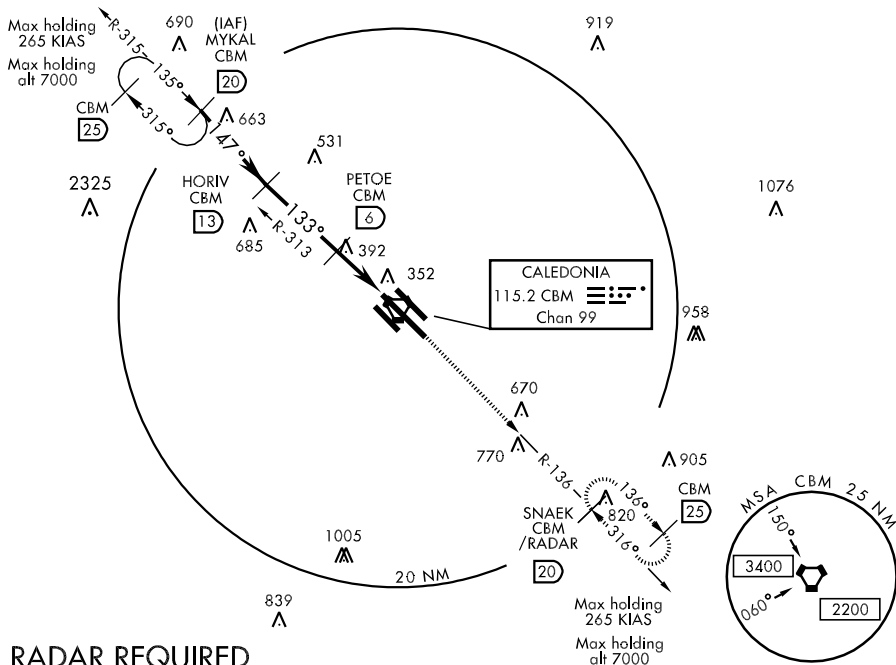 Max holding
265 KIAS
Max holding
alt 7000
R-315
690
(IAF)
MYKAL
CBM
20
919
135°
CBM
25
315°
663
147°
531
2325
HORIV
CBM
13
PETOE
CBM
6
1076
133°
R-313
685
392
352
CALEDONIA
115.2 CBM
Chan 99
958
670
770
R-136
905
136°
CBM
25
820
316°
SNAEK
CBM
/RADAR
20
1005
20 NM
839
Max holding
265 KIAS
Max holding
alt 7000
MSA CBM 25 NM
150°
3400
060°
2200
RADAR REQUIRED